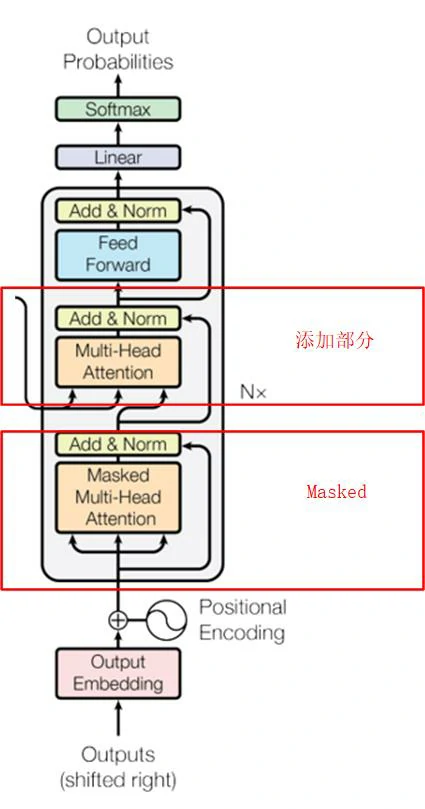 Output
Probabilities
Softmax
Linear
Add & Norm
Feed
Forward
Add & Norm
添加部分
Multi-Head
Attention
N×
Add & Norm
Masked
Multi-Head
Attention
Masked
Positional
Encoding
Output
Embedding
Outputs
(shifted right)